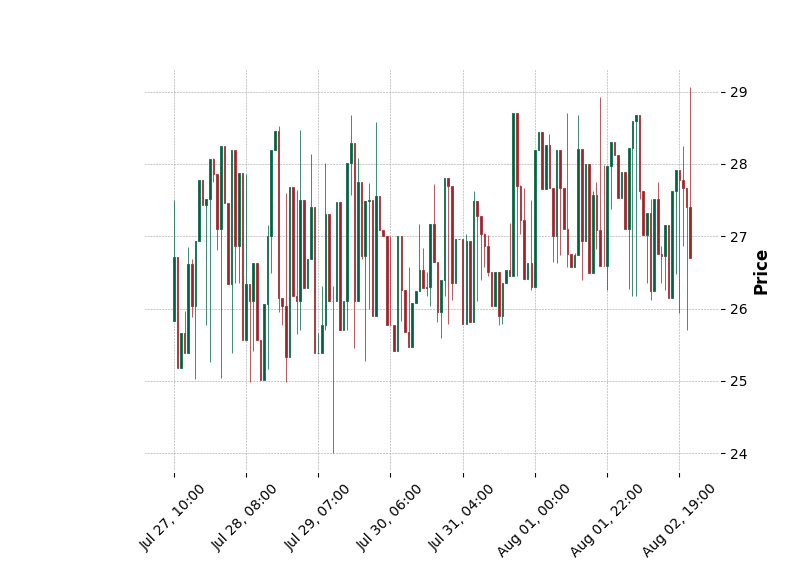 29
28
27
26
25
24
Price
Jul 27, 10:00
Jul 28, 08:00
Jul 29, 07:00
Jul 30, 06:00
Jul 31, 04:00
Aug 01, 00:00
Aug 01, 22:00
Aug 02, 19:00